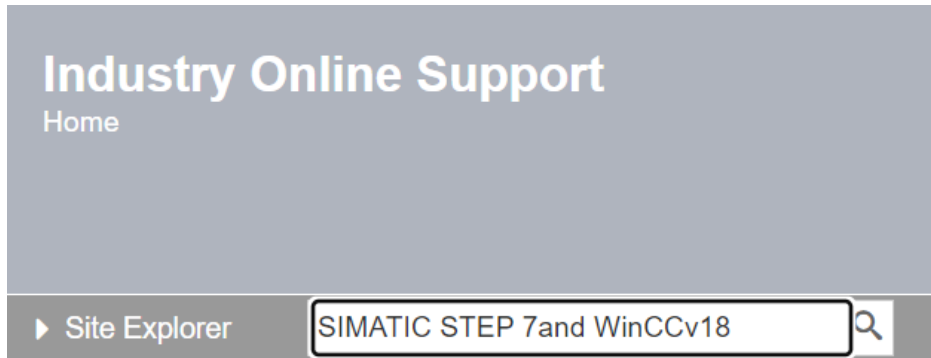 Industry Online Support
Home
Site Explorer
SIMATIC STEP 7and WinCCv18